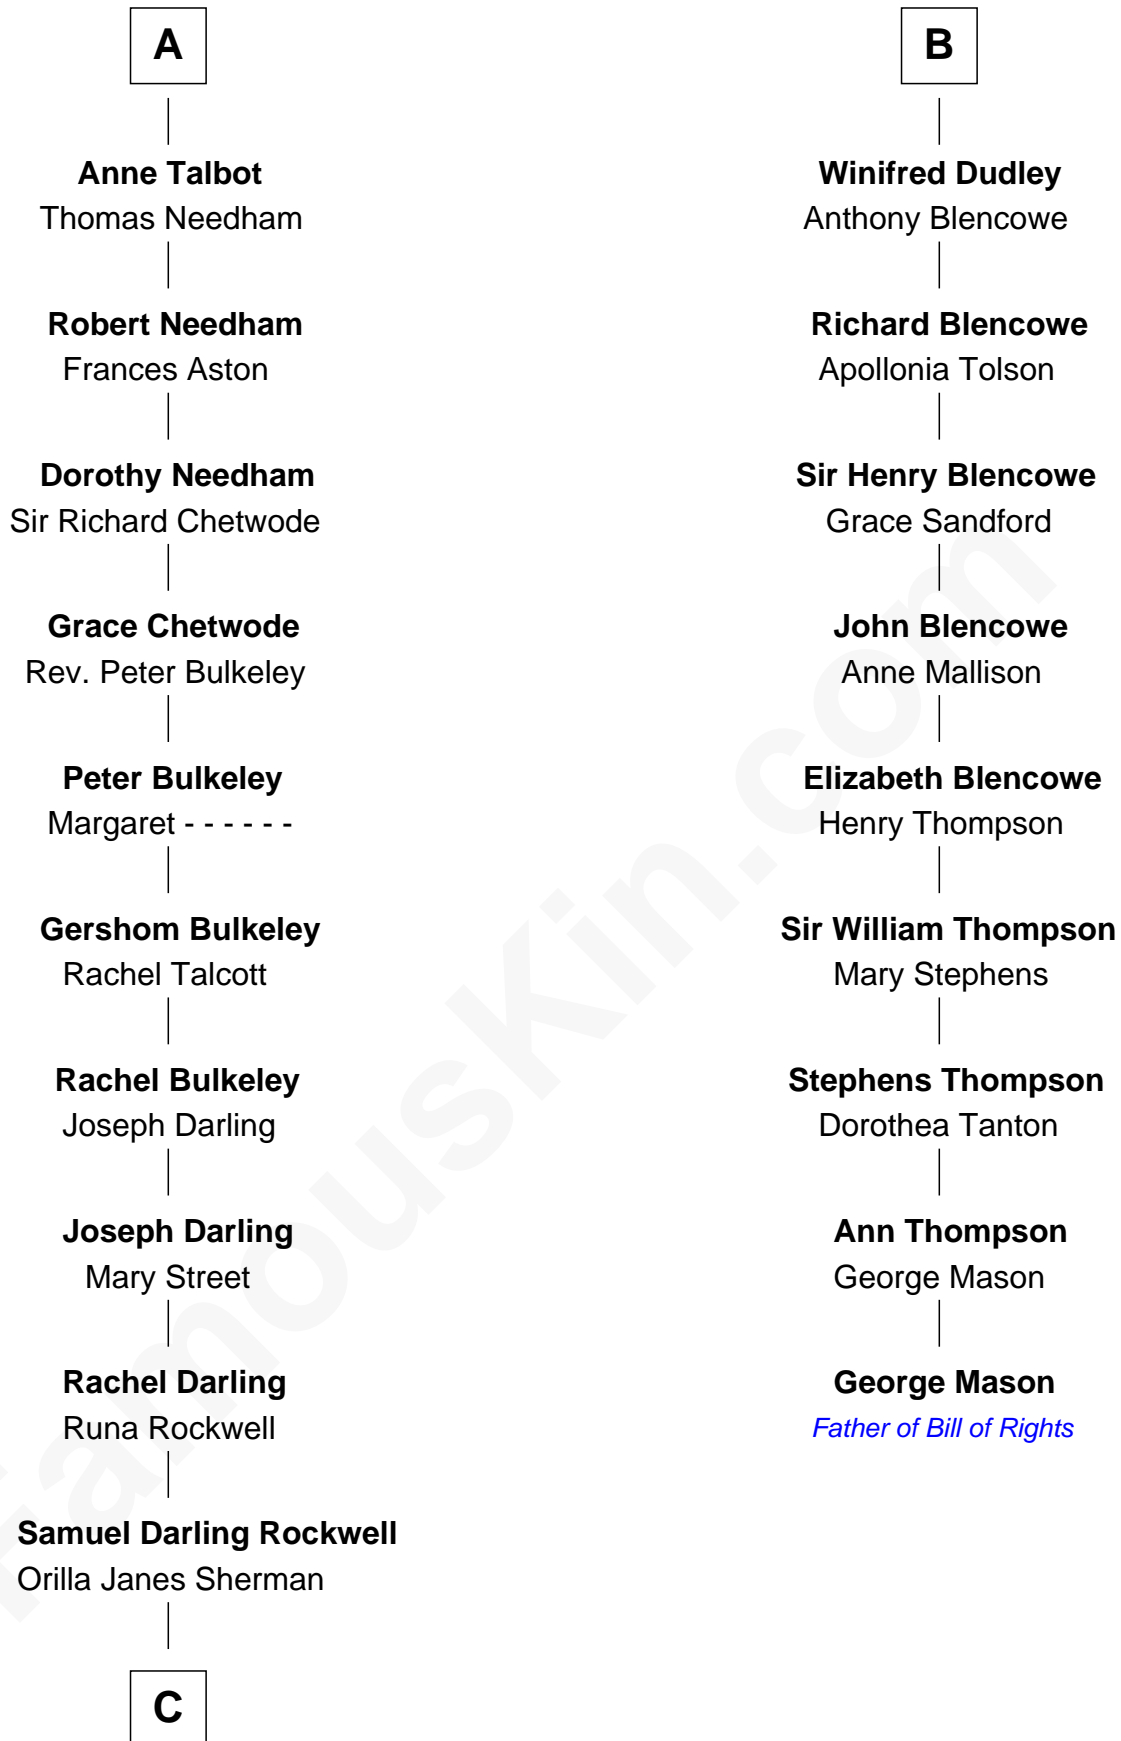 A
Anne Talbot
Thomas Needham
Robert Needham
Frances Aston
Dorothy Needham
Sir Richard Chetwode
Grace Chetwode
Rev. Peter Bulkeley
Peter Bulkeley
Margaret - - - - - -
Gershom Bulkeley
Rachel Talcott
Rachel Bulkeley
Joseph Darling
Joseph Darling
Mary Street
Rachel Darling
Runa Rockwell
Samuel Darling Rockwell
Orilla Janes Sherman
C
B
Winifred Dudley
Anthony Blencowe
Richard Blencowe
Apollonia Tolson
Sir Henry Blencowe
Grace Sandford
John Blencowe
Anne Mallison
Elizabeth Blencowe
Henry Thompson
Sir William Thompson
Mary Stephens
Stephens Thompson
Dorothea Tanton
Ann Thompson
George Mason
George Mason
Father of Bill of Rights
FamousKin.com